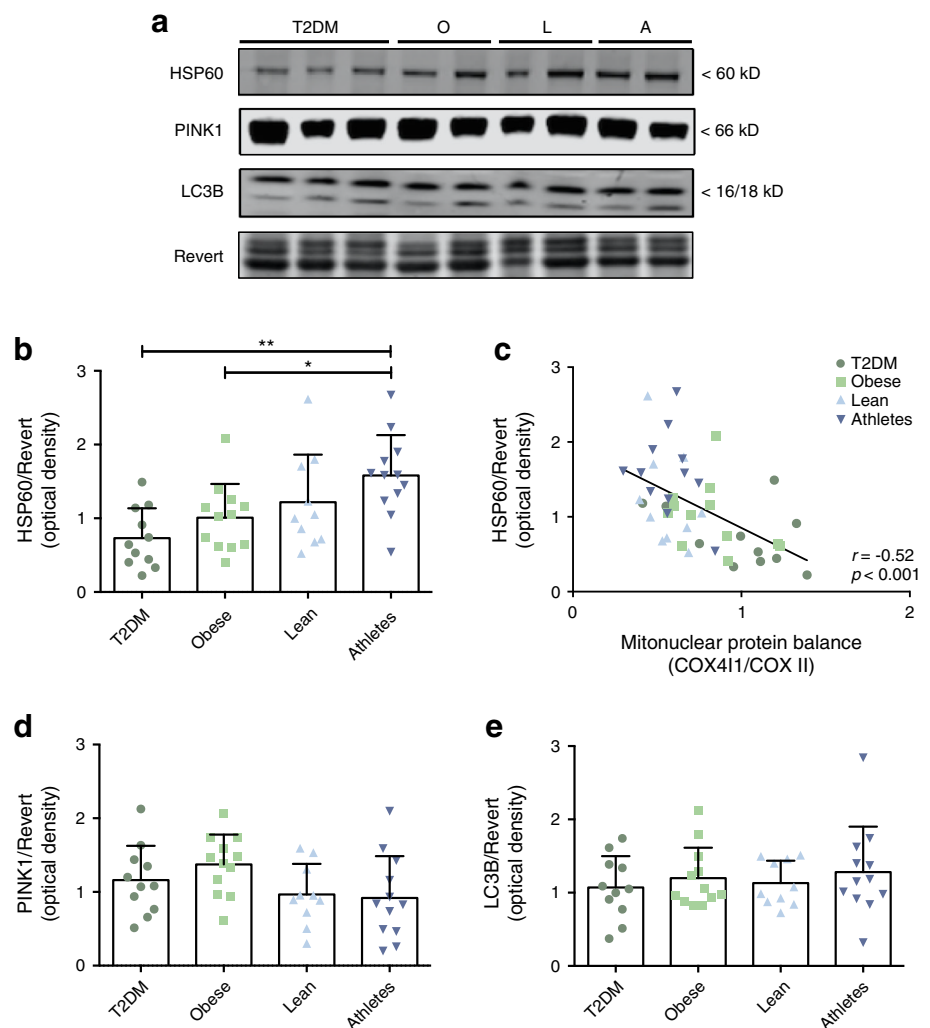 a
T2DM O L A
HSP60 < 60 kD
PINK1 < 66 kD
LC3B < 16/18 kD
Revert
b
**
*
3
2
1
0
HSP60/Revert
(optical density)
T2DM Obese Lean Athletes
c
3
2
1
0
HSP60/Revert
(optical density)
T2DM
Obese
Lean
Athletes
r = -0.52
p < 0.001
0 1 2
Mitonuclear protein balance
(COX4I1/COX II)
d
3
2
1
0
PINK1/Revert
(optical density)
T2DM Obese Lean Athletes
e
3
2
1
0
LC3B/Revert
(optical density)
T2DM Obese Lean Athletes